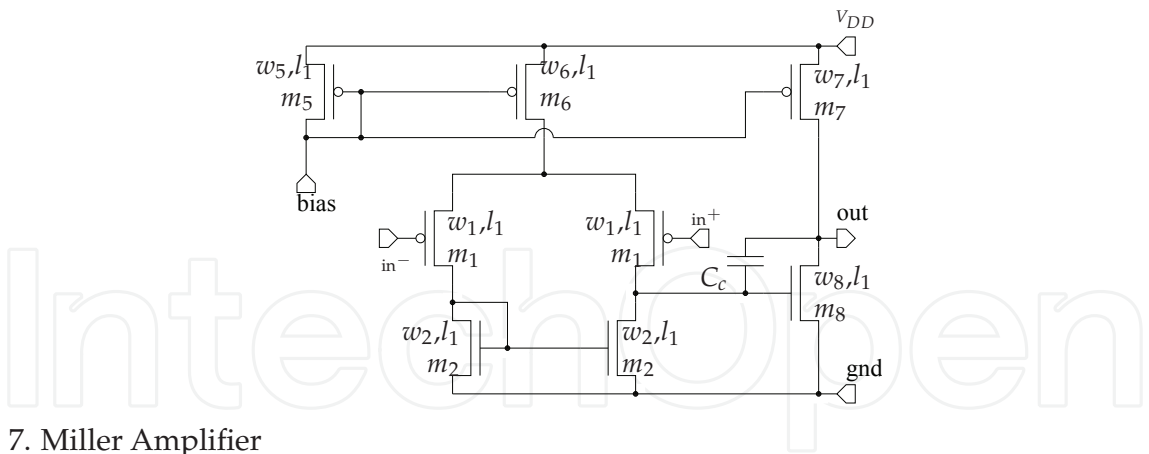 V_DD
w_5,l_1
m_5
w_6,l_1
m_6
w_7,l_1
m_7
bias
w_1,l_1
m_1
in^−
w_1,l_1
m_1
in^+
out
C_c
w_8,l_1
m_8
w_2,l_1
m_2
w_2,l_1
m_2
gnd
IntechOpen
7. Miller Amplifier